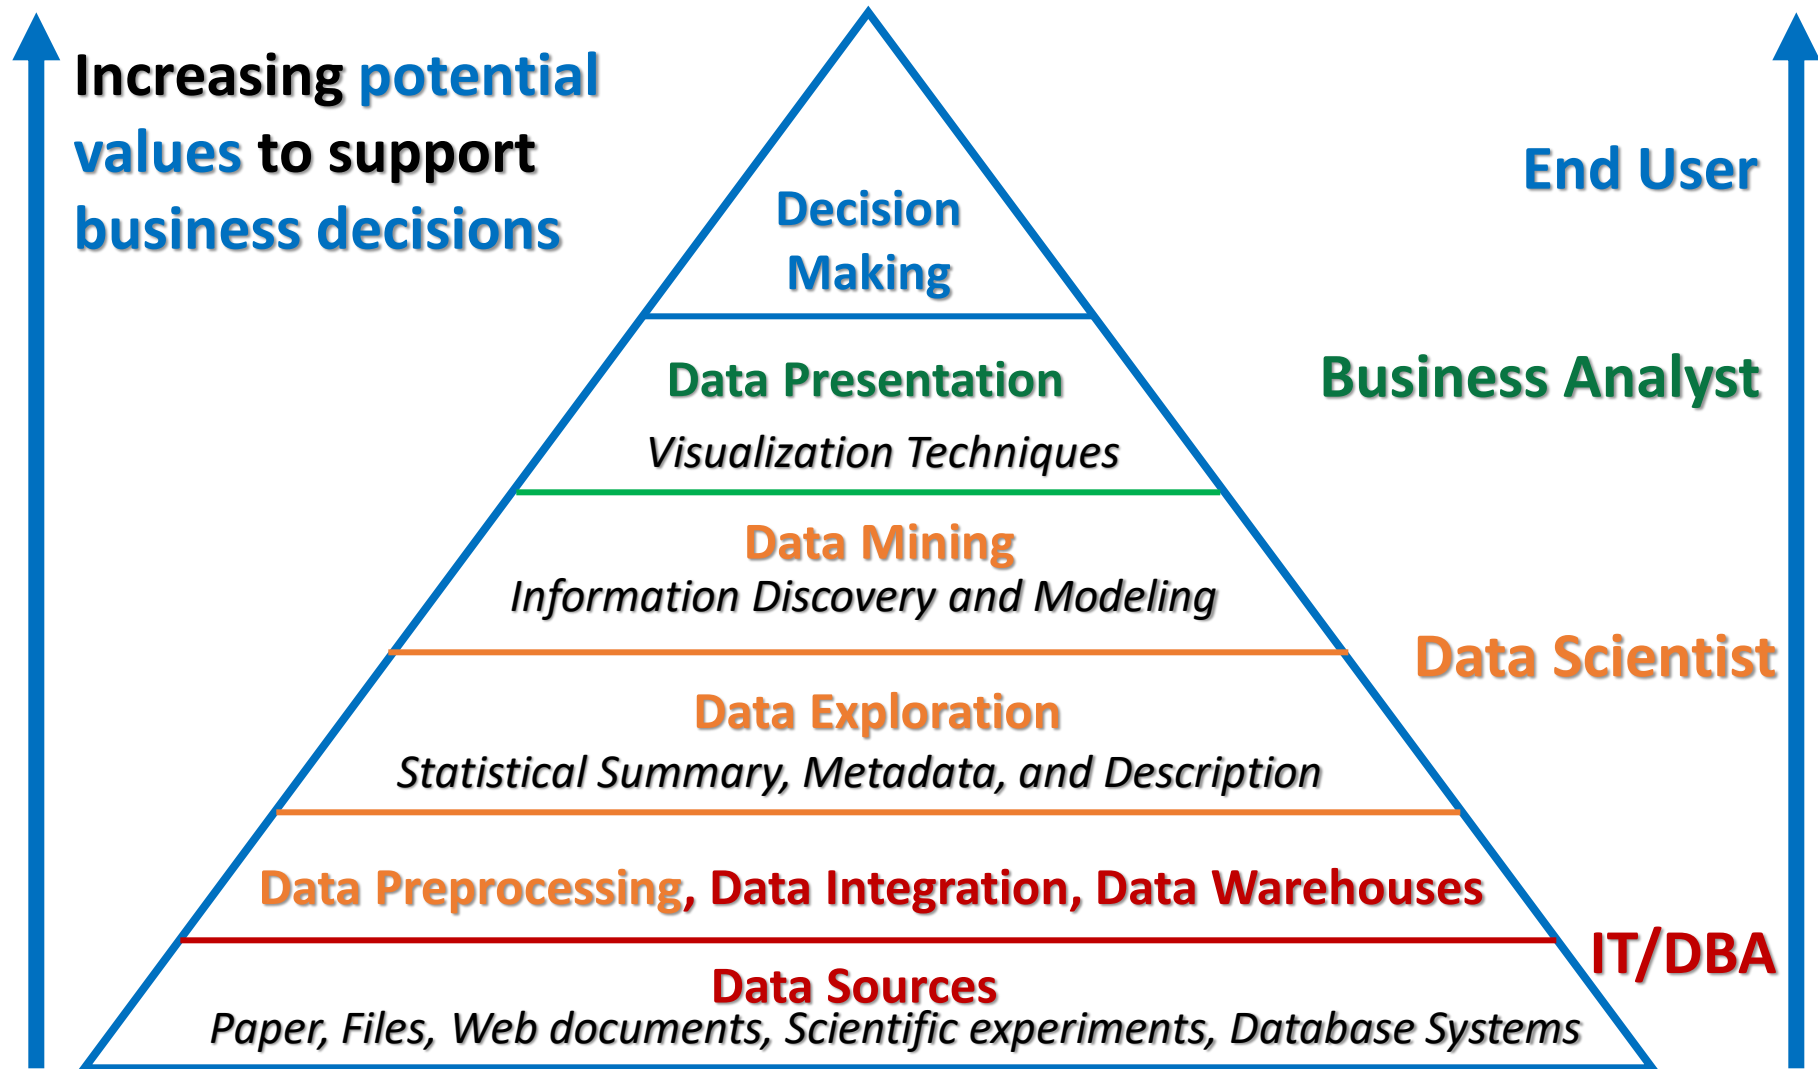 Increasing potential
values to support
business decisions
End User
Decision
Making
Data Presentation
Business Analyst
Visualization Techniques
Data Mining
Information Discovery and Modeling
Data Scientist
Data Exploration
Statistical Summary, Metadata, and Description
Data Preprocessing, Data Integration, Data Warehouses
IT/DBA
Data Sources
Paper, Files, Web documents, Scientific experiments, Database Systems